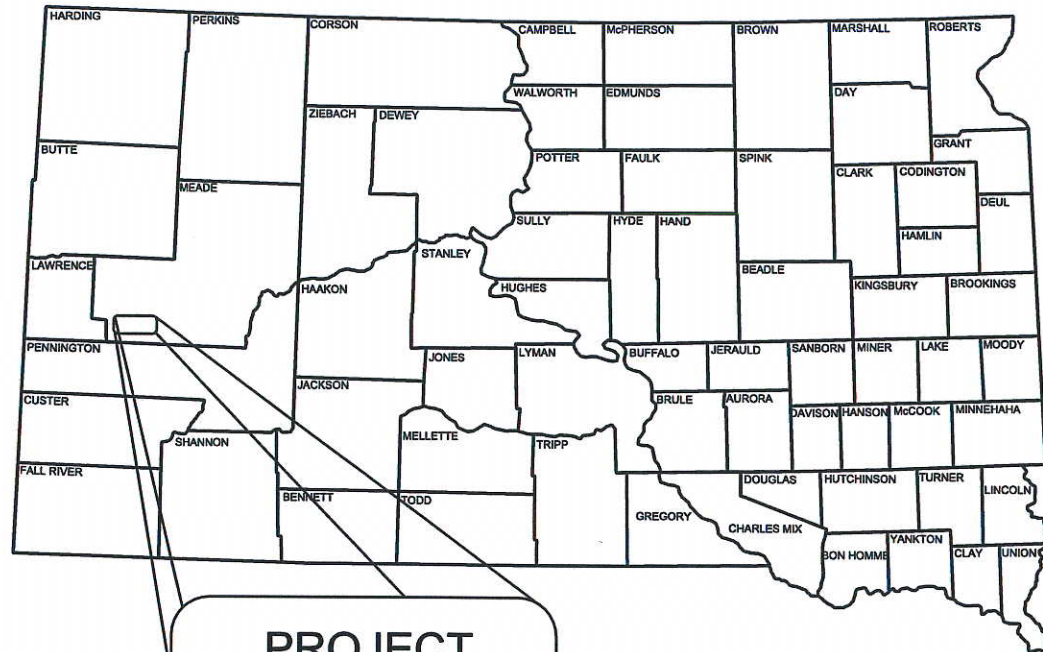 HARDING
PERKINS
CORSON
CAMPBELL
McPHERSON
BROWN
MARSHALL
ROBERTS
WALWORTH
EDMUNDS
DAY
ZIEBACH
DEWEY
GRANT
BUTTE
POTTER
FAULK
SPINK
CLARK
CODINGTON
MEADE
DEUL
SULLY
HYDE
HAND
HAMLIN
STANLEY
LAWRENCE
BEADLE
HAAKON
HUGHES
KINGSBURY
BROOKINGS
PENNINGTON
JONES
LYMAN
BUFFALO
JERAULD
SANBORN
MINER
LAKE
MOODY
JACKSON
CUSTER
BRULE
AURORA
DAVISON
HANSON
McCOOK
MINNEHAHA
SHANNON
MELLETTE
TRIPP
FALL RIVER
DOUGLAS
HUTCHINSON
TURNER
LINCOLN
BENNETT
TODD
GREGORY
CHARLES MIX
YANKTON
BON HOMME
CLAY
UNION
PROJECT